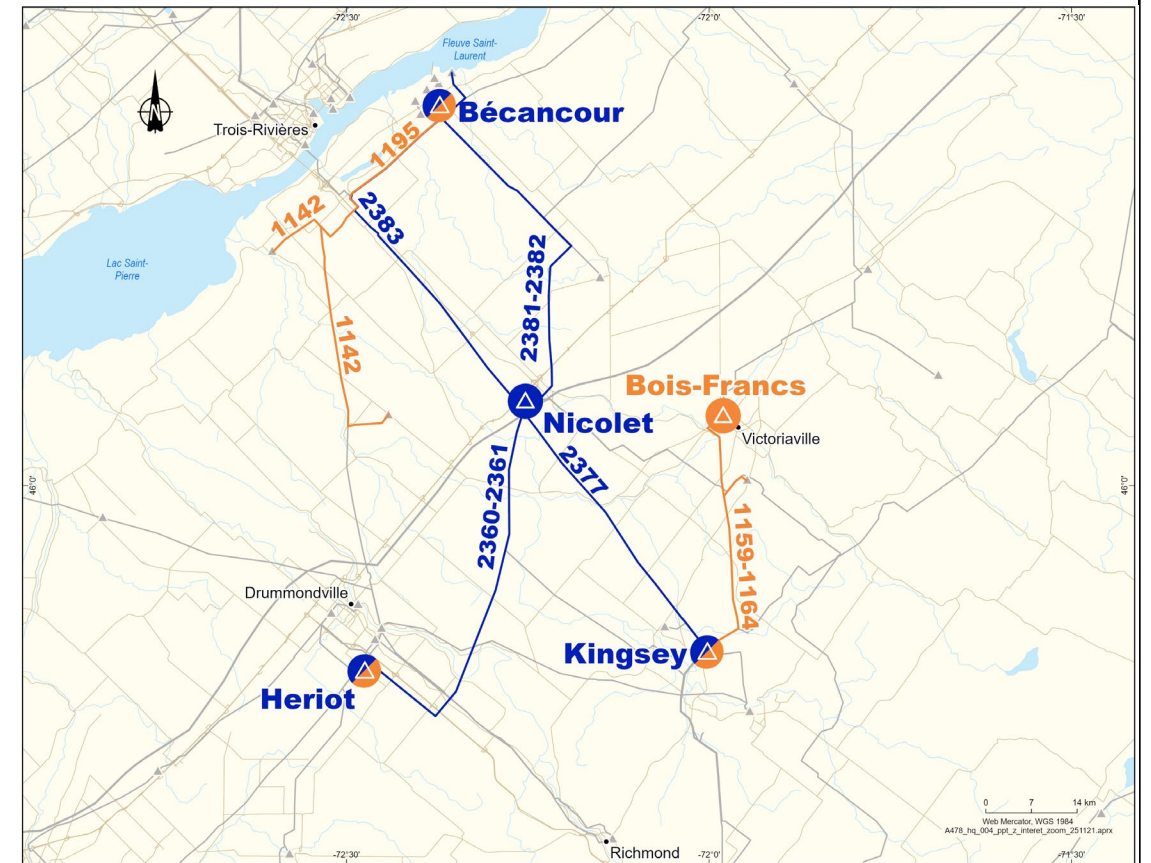 -72°30'
-72°0'
-71°30'
Fleuve Saint-
Laurent
Bécancour
Trois-Rivières
1195
1142
2383
Lac Saint-
Pierre
2381-2382
1142
Bois-Francs
Nicolet
Victoriaville
2377
2360-2361
46°0'
46°0'
1159-1164
Drummondville
Kingsey
Heriot
0 7 14 km
Web Mercator, WGS 1984
A478_hq_004_ppt_z_interet_zoom_251121.aprx
Richmond
-72°30'
-72°0'
-71°30'